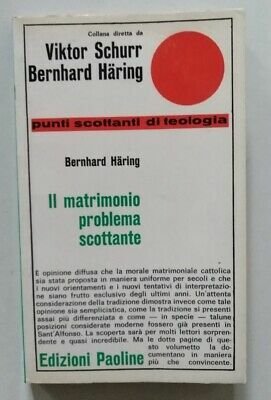 Collana diretta da
Viktor Schurr
Bernhard Häring
punti scottanti di teologia
Bernhard Häring
Il matrimonio
problema
scottante
È opinione diffusa che la morale matrimoniale cattolica
sia stata proposta in maniera uniforme per secoli e che
i nuovi orientamenti e i nuovi tentativi di interpretazio-
ne siano frutto esclusivo degli ultimi anni. Un'attenta
considerazione della tradizione dimostra invece come tale
opinione sia semplicistica, come la tradizione si presenti
assai più differenziata e come — in specie — talune
posizioni considerate moderne fossero già presenti in
Sant'Alfonso. La scoperta sarà per molti lettori sorpren-
dente e quasi incredibile. Ma le dotte pagine di que-
sto volumetto la do-
cumentano in maniera
più che convincente.
Edizioni Paoline